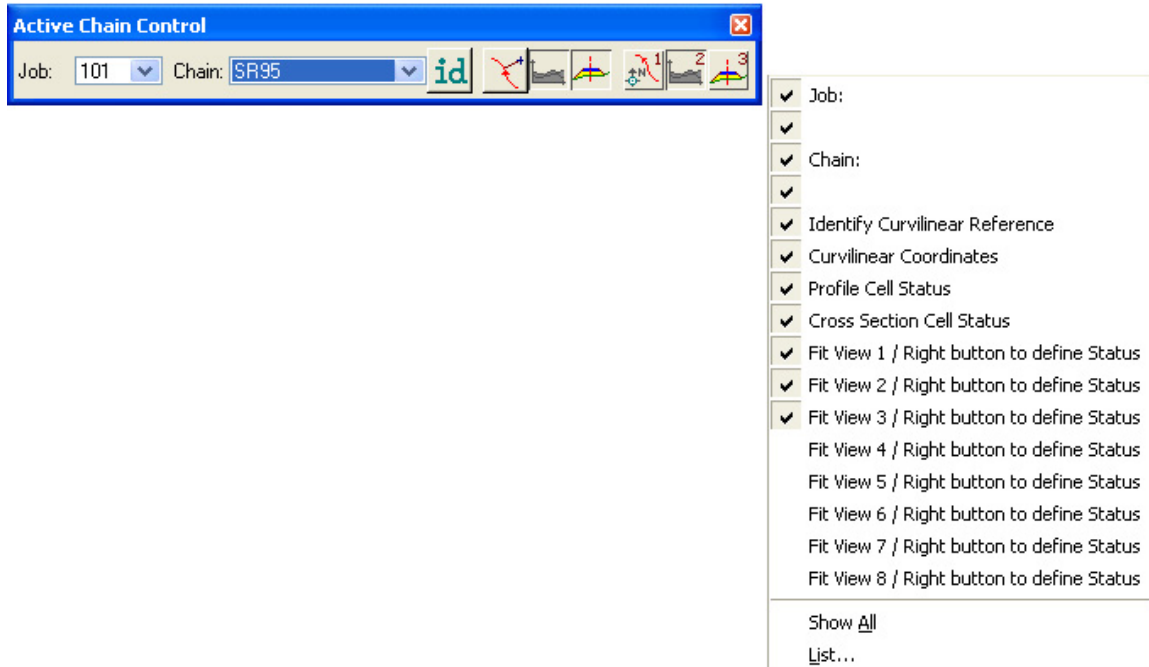 Active Chain Control
Job: 101 Chain: SR95 id 1 2 3
N
Job:
Chain:
Identify Curvilinear Reference
Curvilinear Coordinates
Profile Cell Status
Cross Section Cell Status
Fit View 1 / Right button to define Status
Fit View 2 / Right button to define Status
Fit View 3 / Right button to define Status
Fit View 4 / Right button to define Status
Fit View 5 / Right button to define Status
Fit View 6 / Right button to define Status
Fit View 7 / Right button to define Status
Fit View 8 / Right button to define Status
Show All
List...